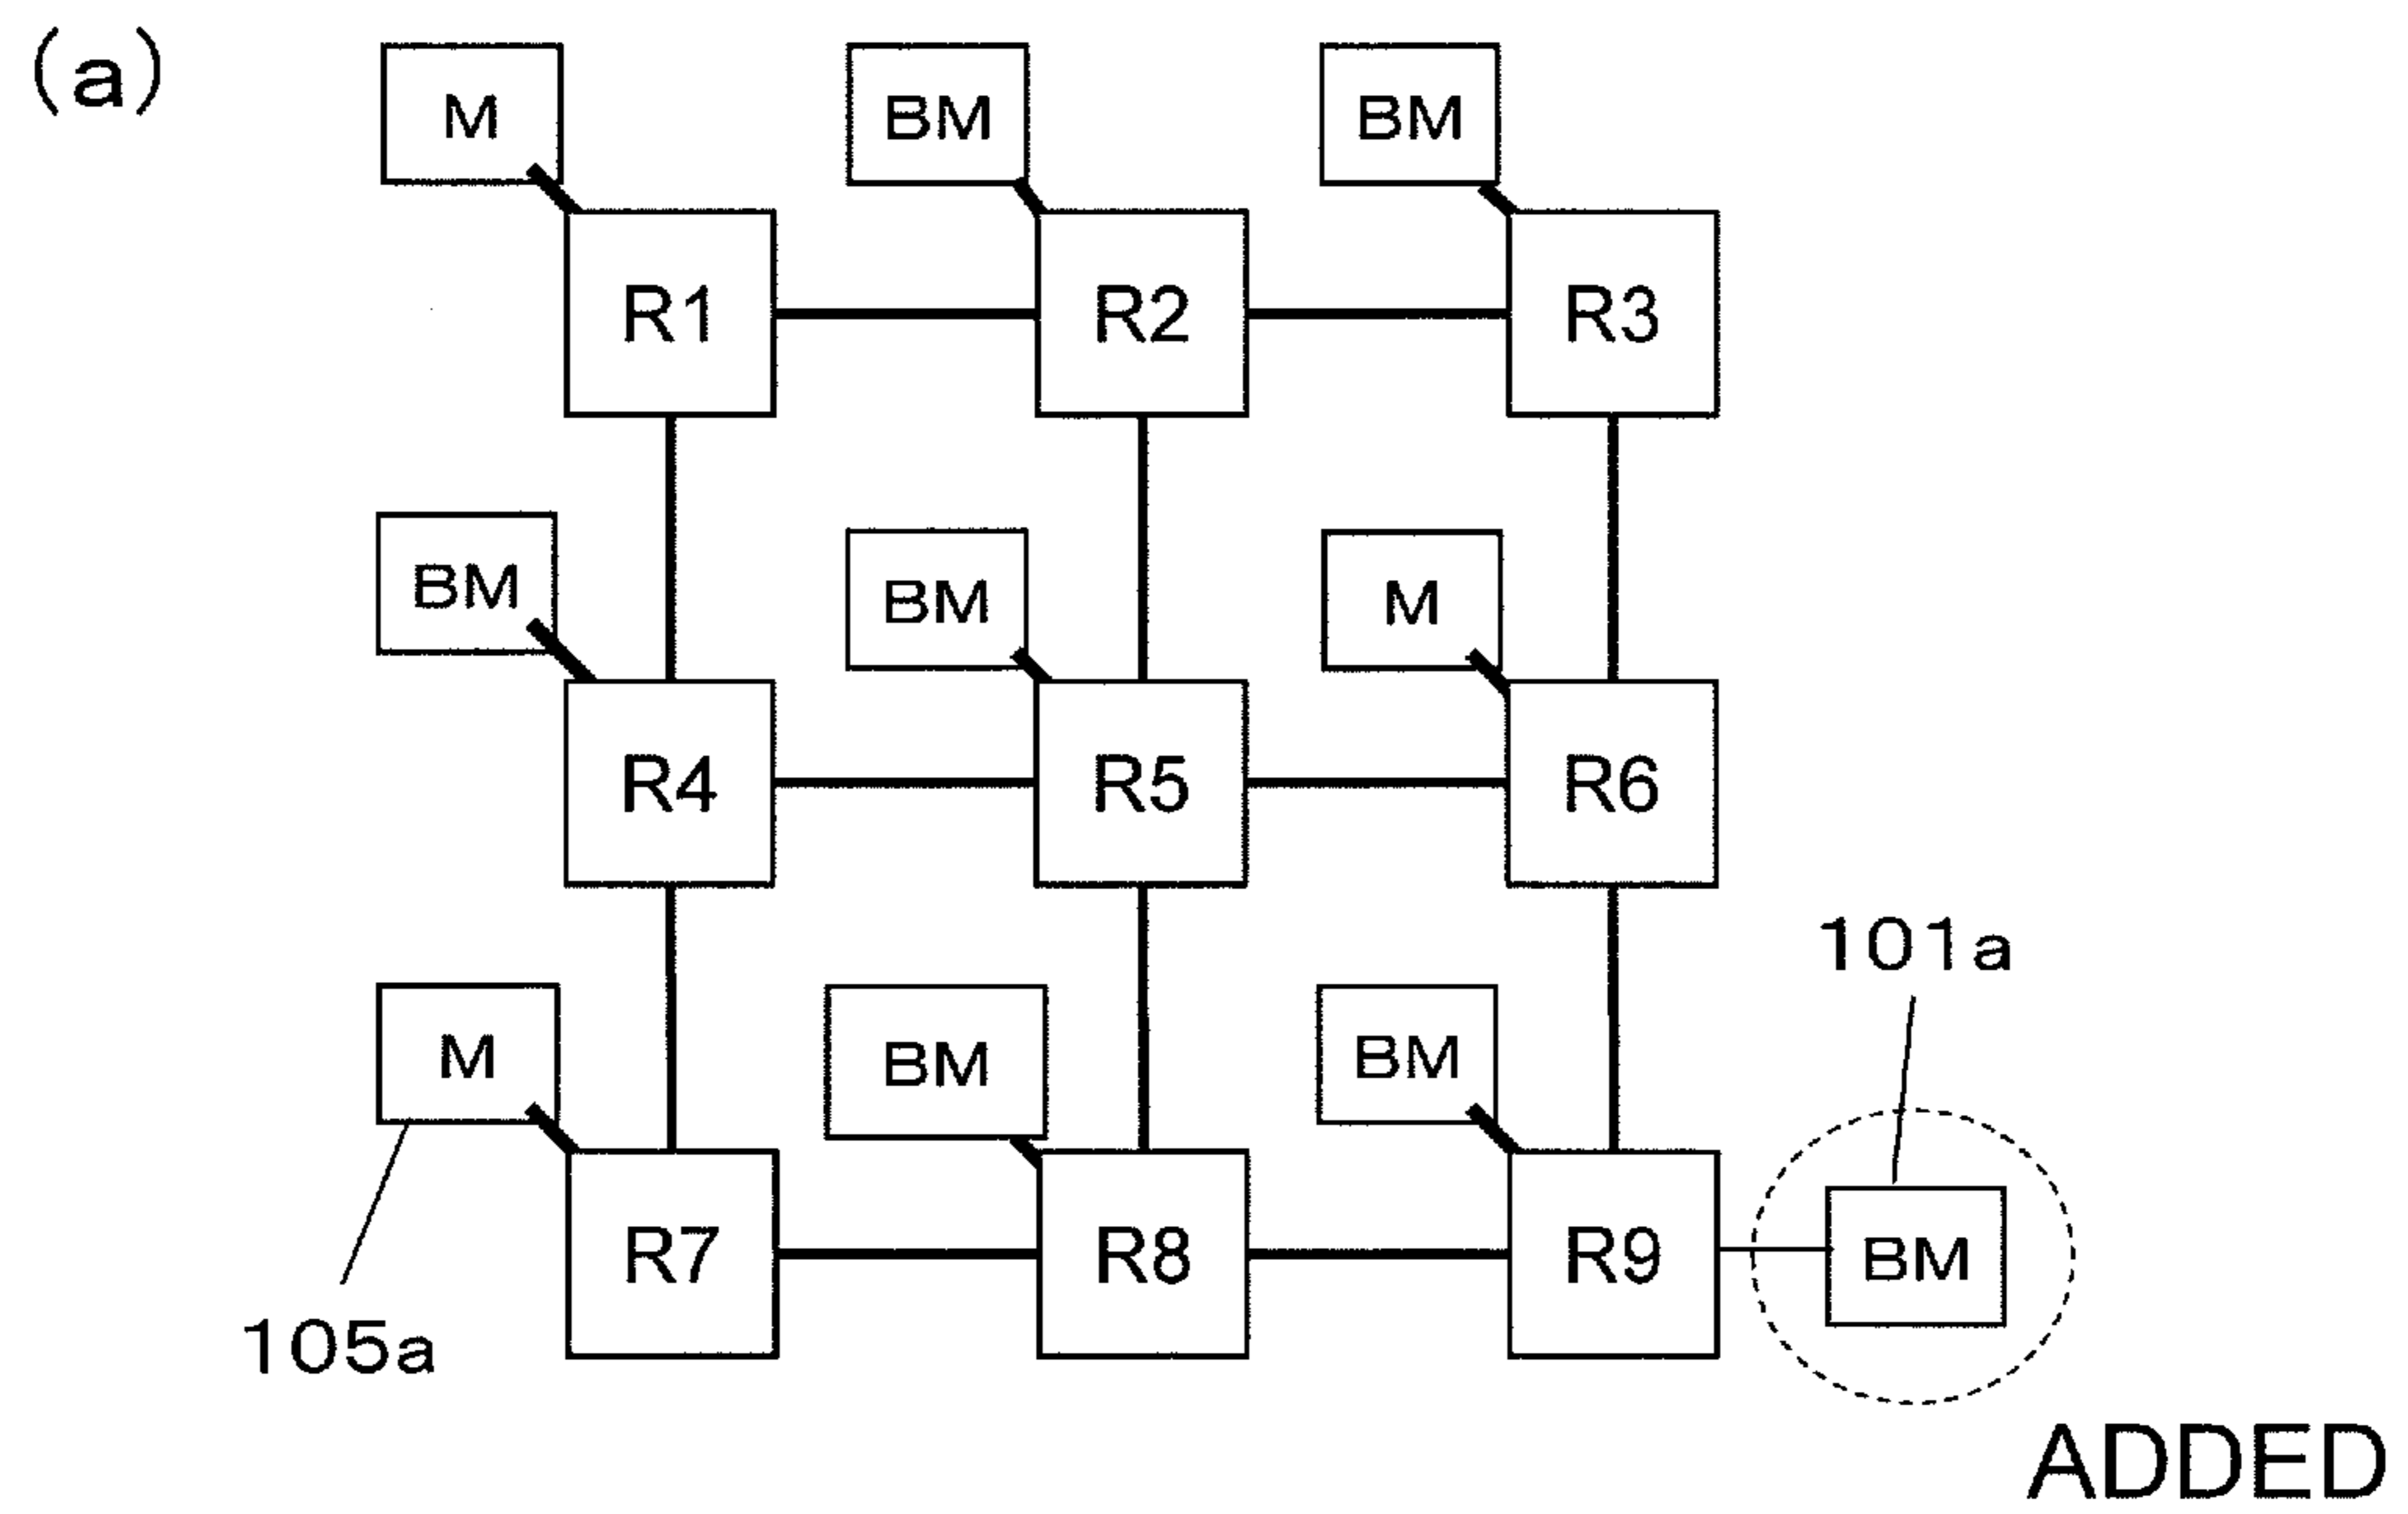 (a)
M BM BM
R1 R2 R3
BM BM M
R4 R5 R6
101a
M BM BM
R7 R8 R9 BM
105a
ADDED